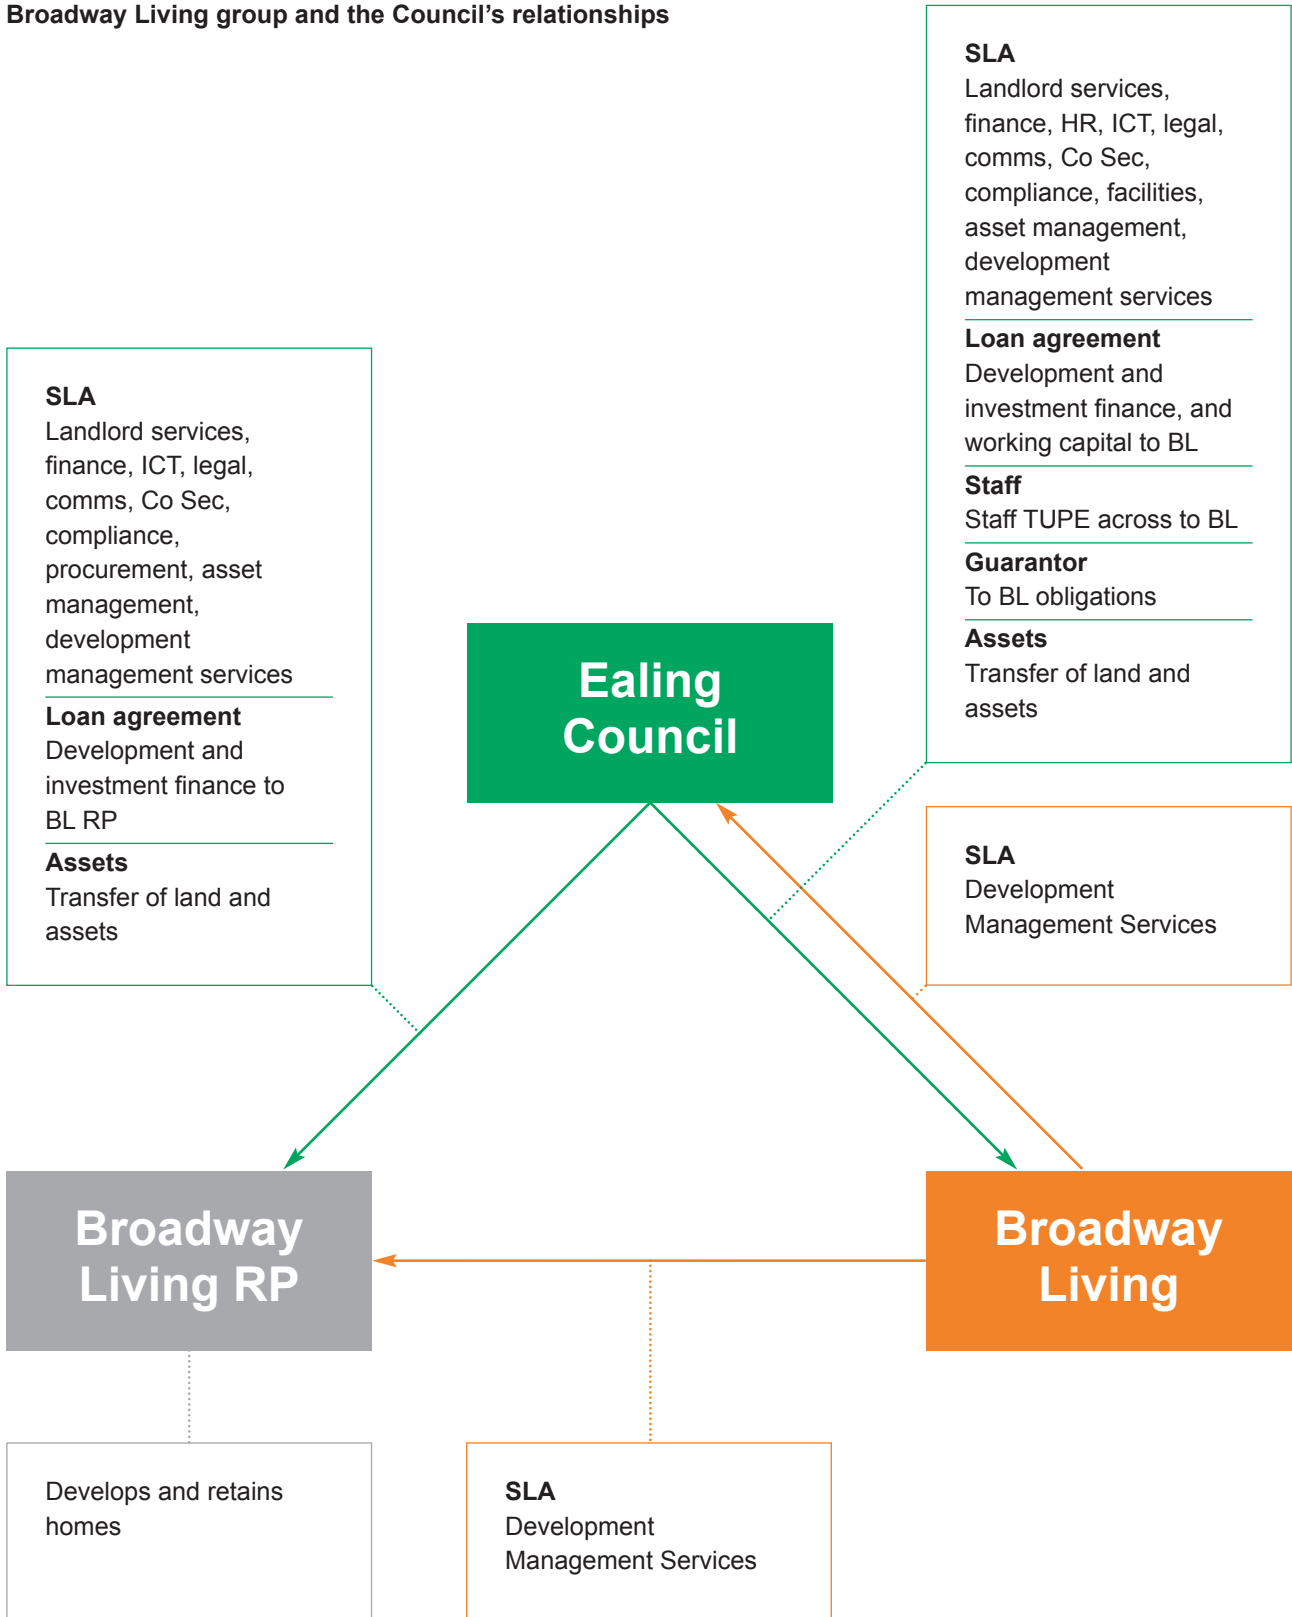 Broadway Living group and the Council’s relationships
SLA
Landlord services,
finance, HR, ICT, legal,
comms, Co Sec,
compliance, facilities,
asset management,
development
management services
Loan agreement
Development and
investment finance, and
working capital to BL
Staff
Staff TUPE across to BL
Guarantor
To BL obligations
Assets
Transfer of land and
assets
SLA
Landlord services,
finance, ICT, legal,
comms, Co Sec,
compliance,
procurement, asset
management,
development
management services
Loan agreement
Development and
investment finance to
BL RP
Assets
Transfer of land and
assets
Ealing
Council
SLA
Development
Management Services
Broadway
Living RP
Broadway
Living
Develops and retains
homes
SLA
Development
Management Services